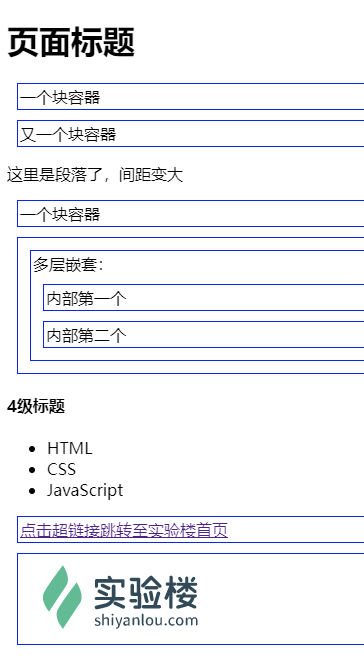 页面标题
一个块容器
又一个块容器
这里是段落了，间距变大
一个块容器
多层嵌套：
内部第一个
内部第二个
4级标题
HTML
CSS
JavaScript
点击超链接跳转至实验楼首页
实验楼
shiyanlou.com